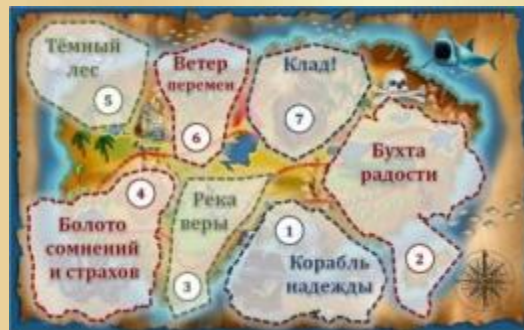 Тёмный
лес
5
Ветер
перемен
6
Клад!
7
Бухта
радости
2
4
Болото
сомнений
и страхов
Река
веры
3
1
Корабль
надежды